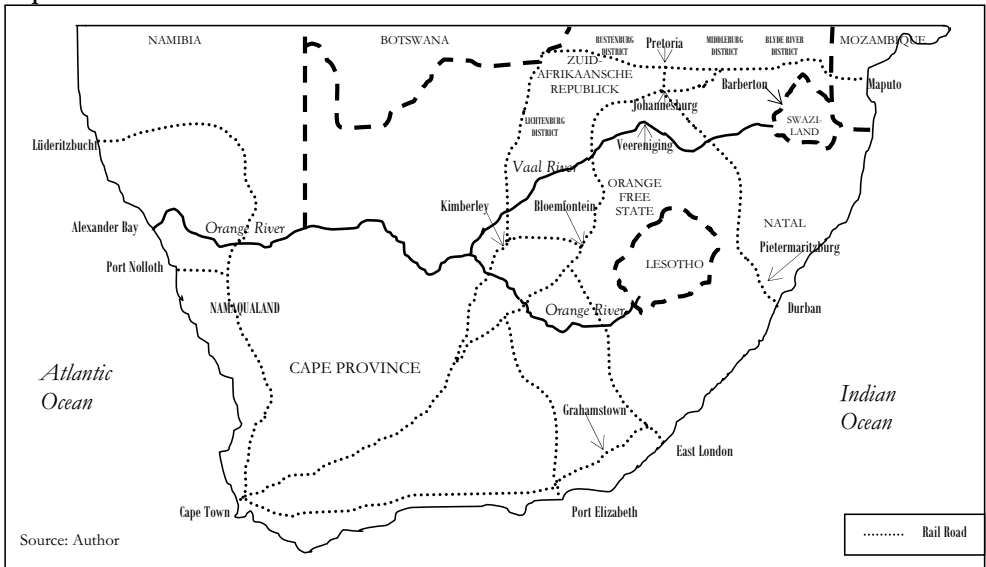 NAMIBIA
BOTSWANA
RUSTENBURG
DISTRICT
Pretoria
MIDDLEBURG
DISTRICT
BLYDE RIVER
DISTRICT
MOZAMBIQUE
ZUID-
AFRIKAANSCHE
REPUBLICK
Barberton
Maputo
Johannesburg
LICHTENBURG
DISTRICT
SWAZI-
LAND
Lüderitzbucht
Veereniging
Vaal River
ORANGE
FREE
STATE
Kimberley
Bloemfontein
NATAL
Alexander Bay
Orange River
Pietermaritzburg
Port Nolloth
LESOTHO
NAMAQUALAND
Orange River
Durban
CAPE PROVINCE
Atlantic
Ocean
Indian
Ocean
Grahamstown
East London
Cape Town
Port Elizabeth
Source: Author
Rail Road